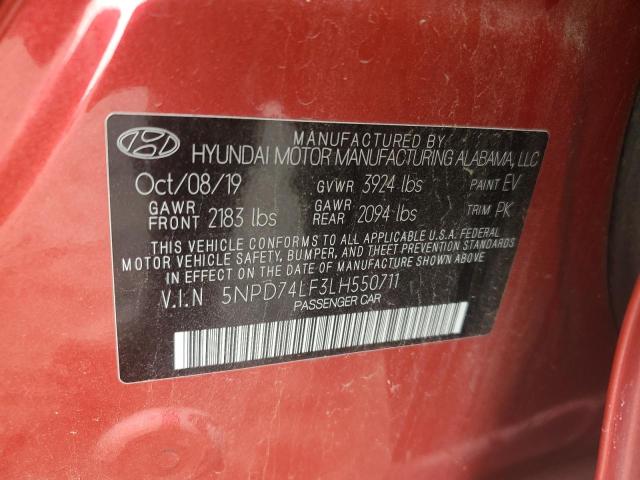 MANUFACTURED BY
HYUNDAI MOTOR MANUFACTURING ALABAMA, LLC
Oct/08/19 GVWR 3924 lbs PAINT EV
GAWR FRONT 2183 lbs GAWR REAR 2094 lbs TRIM PK
THIS VEHICLE CONFORMS TO ALL APPLICABLE U.S.A. FEDERAL
MOTOR VEHICLE SAFETY, BUMPER, AND THEFT PREVENTION STANDARDS
IN EFFECT ON THE DATE OF MANUFACTURE SHOWN ABOVE.
V.I.N 5NPD74LF3LH550711
PASSENGER CAR